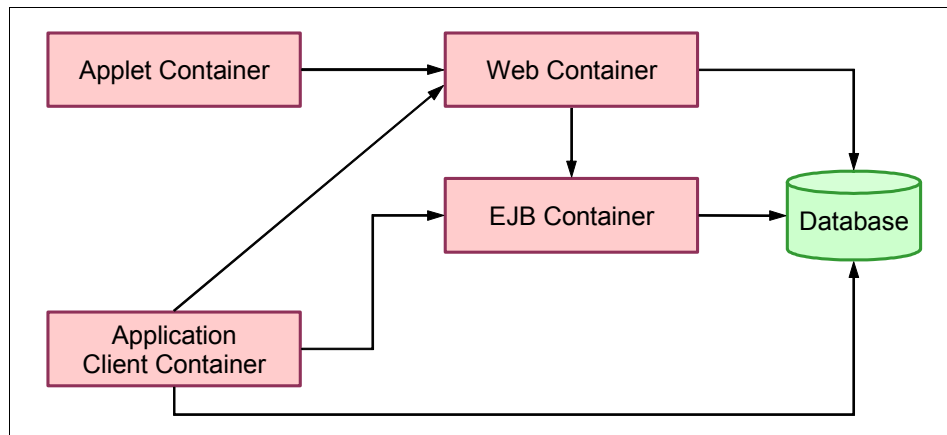 Applet Container
Web Container
EJB Container
Database
Application
Client Container